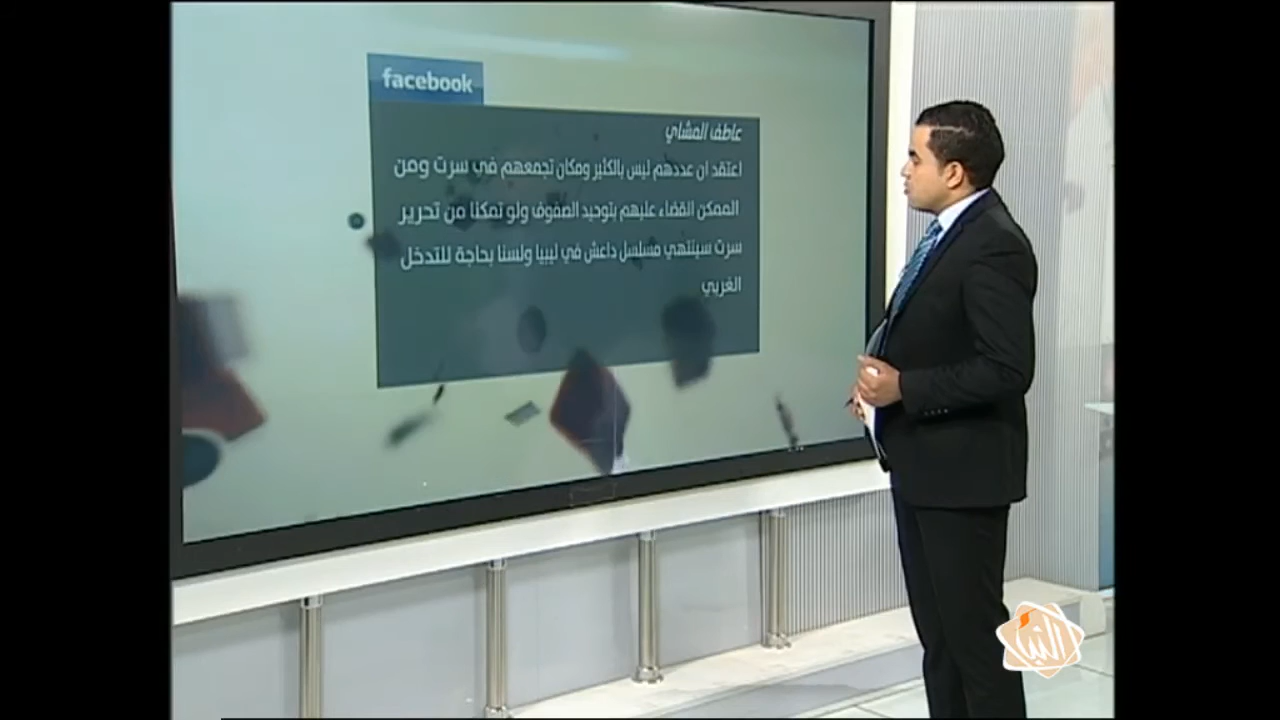 facebook
عاطف المشاي
اعتقد ان عددهم ليس بالكثير ومكان تجمعهم في سرت ومن
الممكن القضاء عليهم بتوحيد الصفوف ولو تمكنا من تحرير
سرت سينتهي مسلسل داعش في ليبيا ولسنا بحاجة للتدخل
الغربي
النبأ